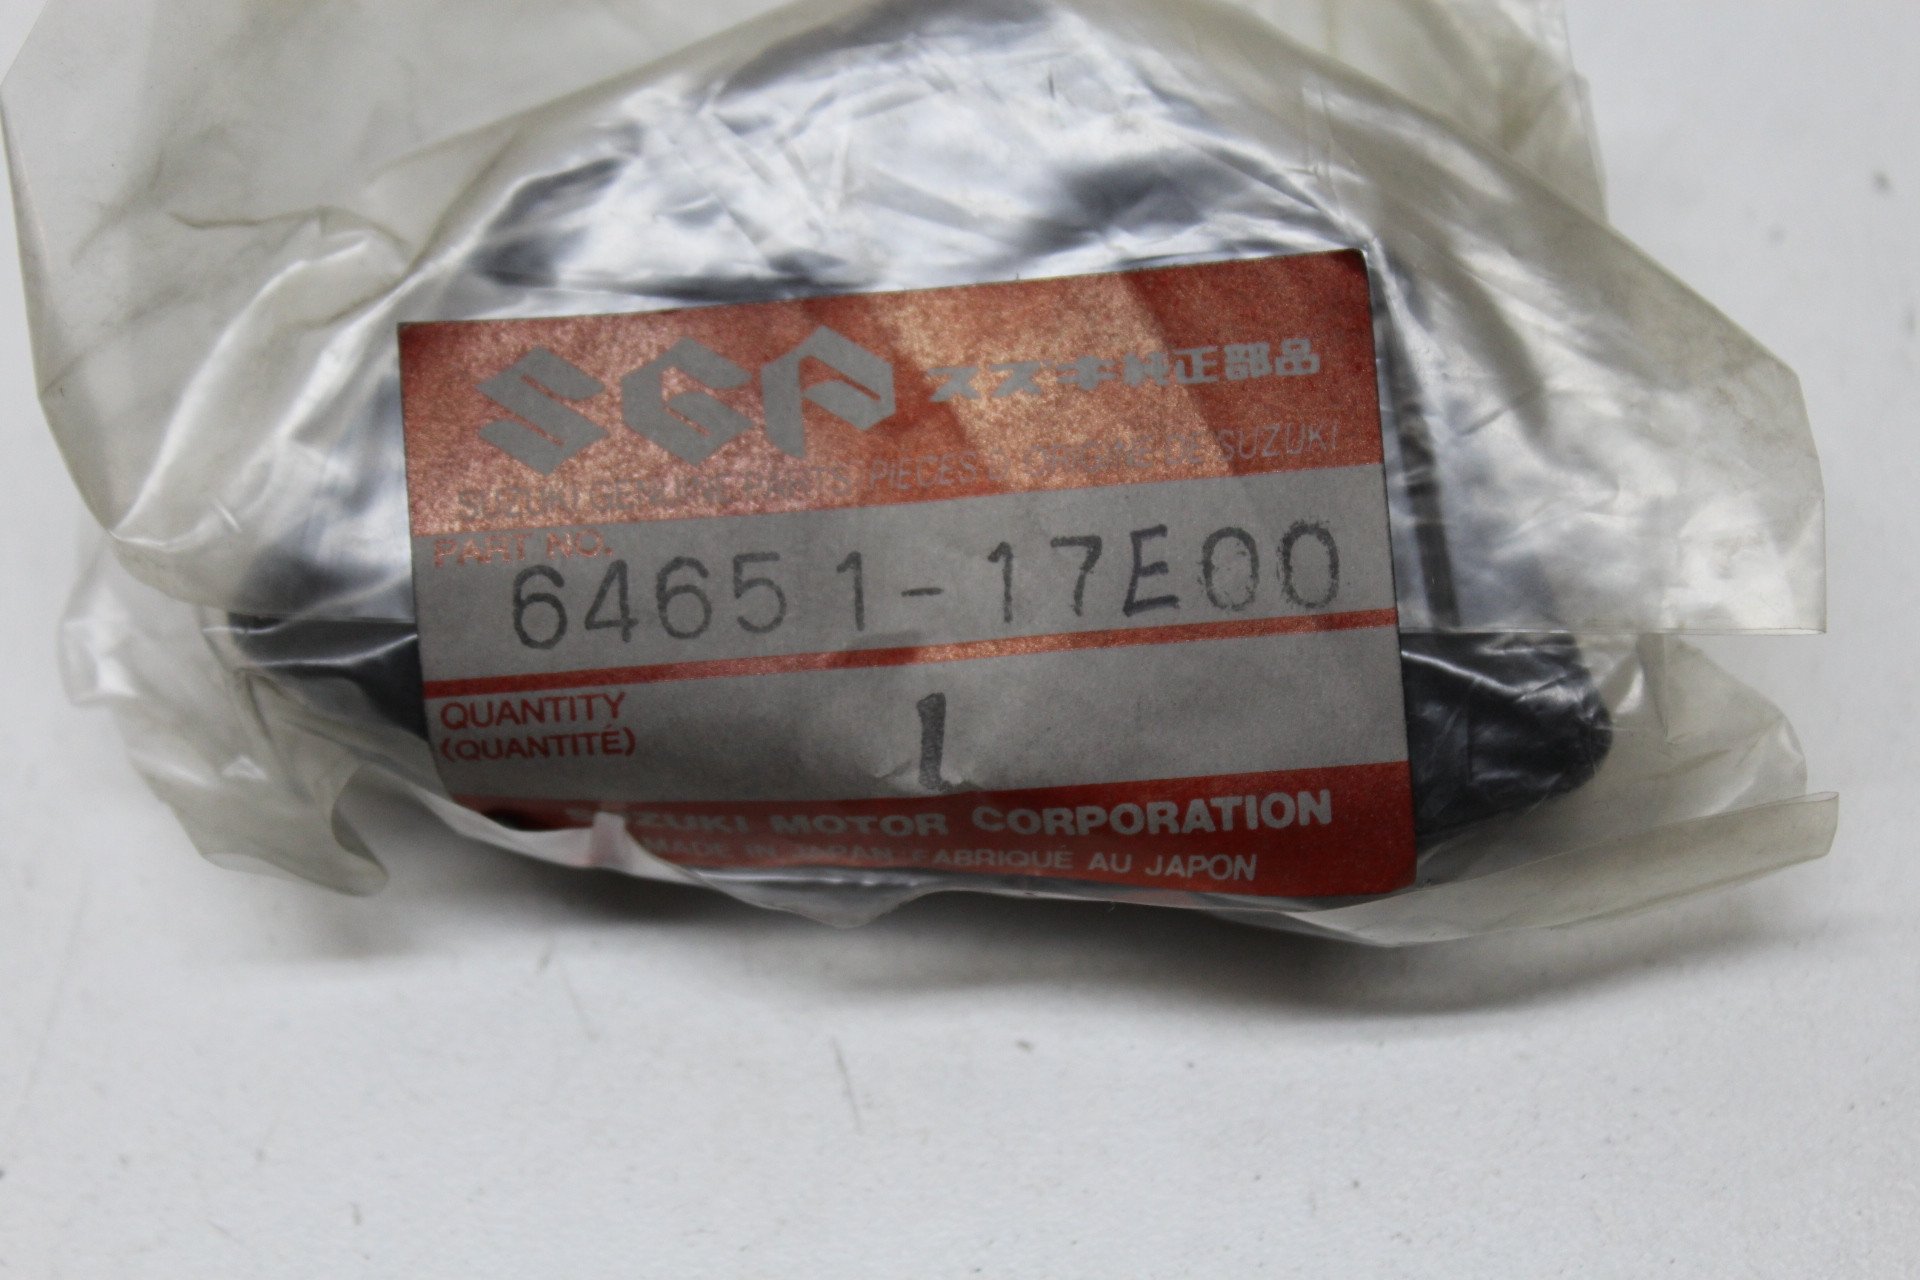 SGP スズキ純正部品
SUZUKI GENUINE PARTS/PIECES D'ORIGINE DE SUZUKI
PART NO.
64651-17E00
QUANTITY
(QUANTITÉ)
1
SUZUKI MOTOR CORPORATION
MADE IN JAPAN/FABRIQUÉ AU JAPON